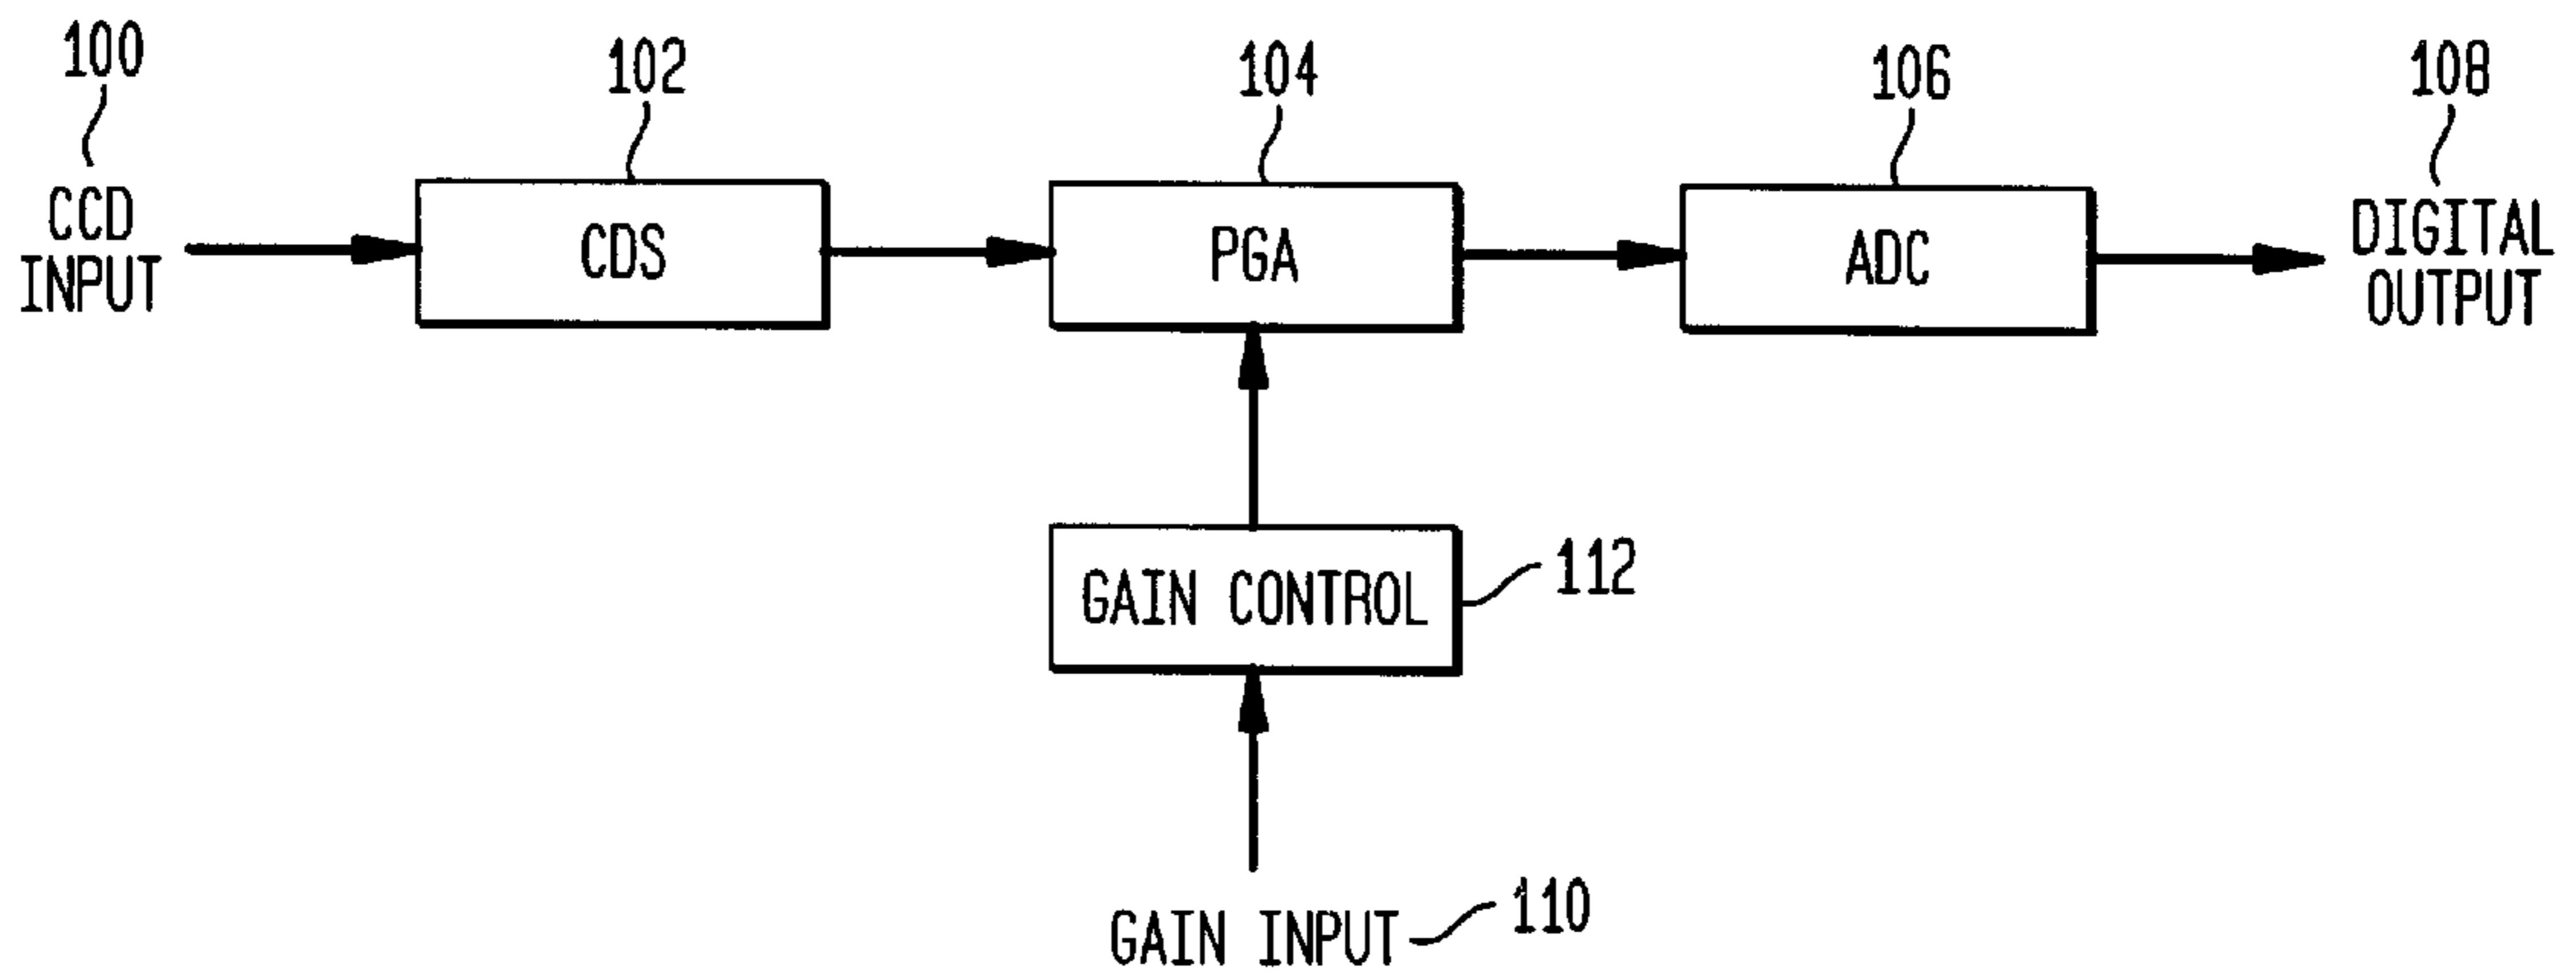 100
102
104
106
108
CCD
INPUT
CDS
PGA
ADC
DIGITAL
OUTPUT
GAIN CONTROL
112
GAIN INPUT
110